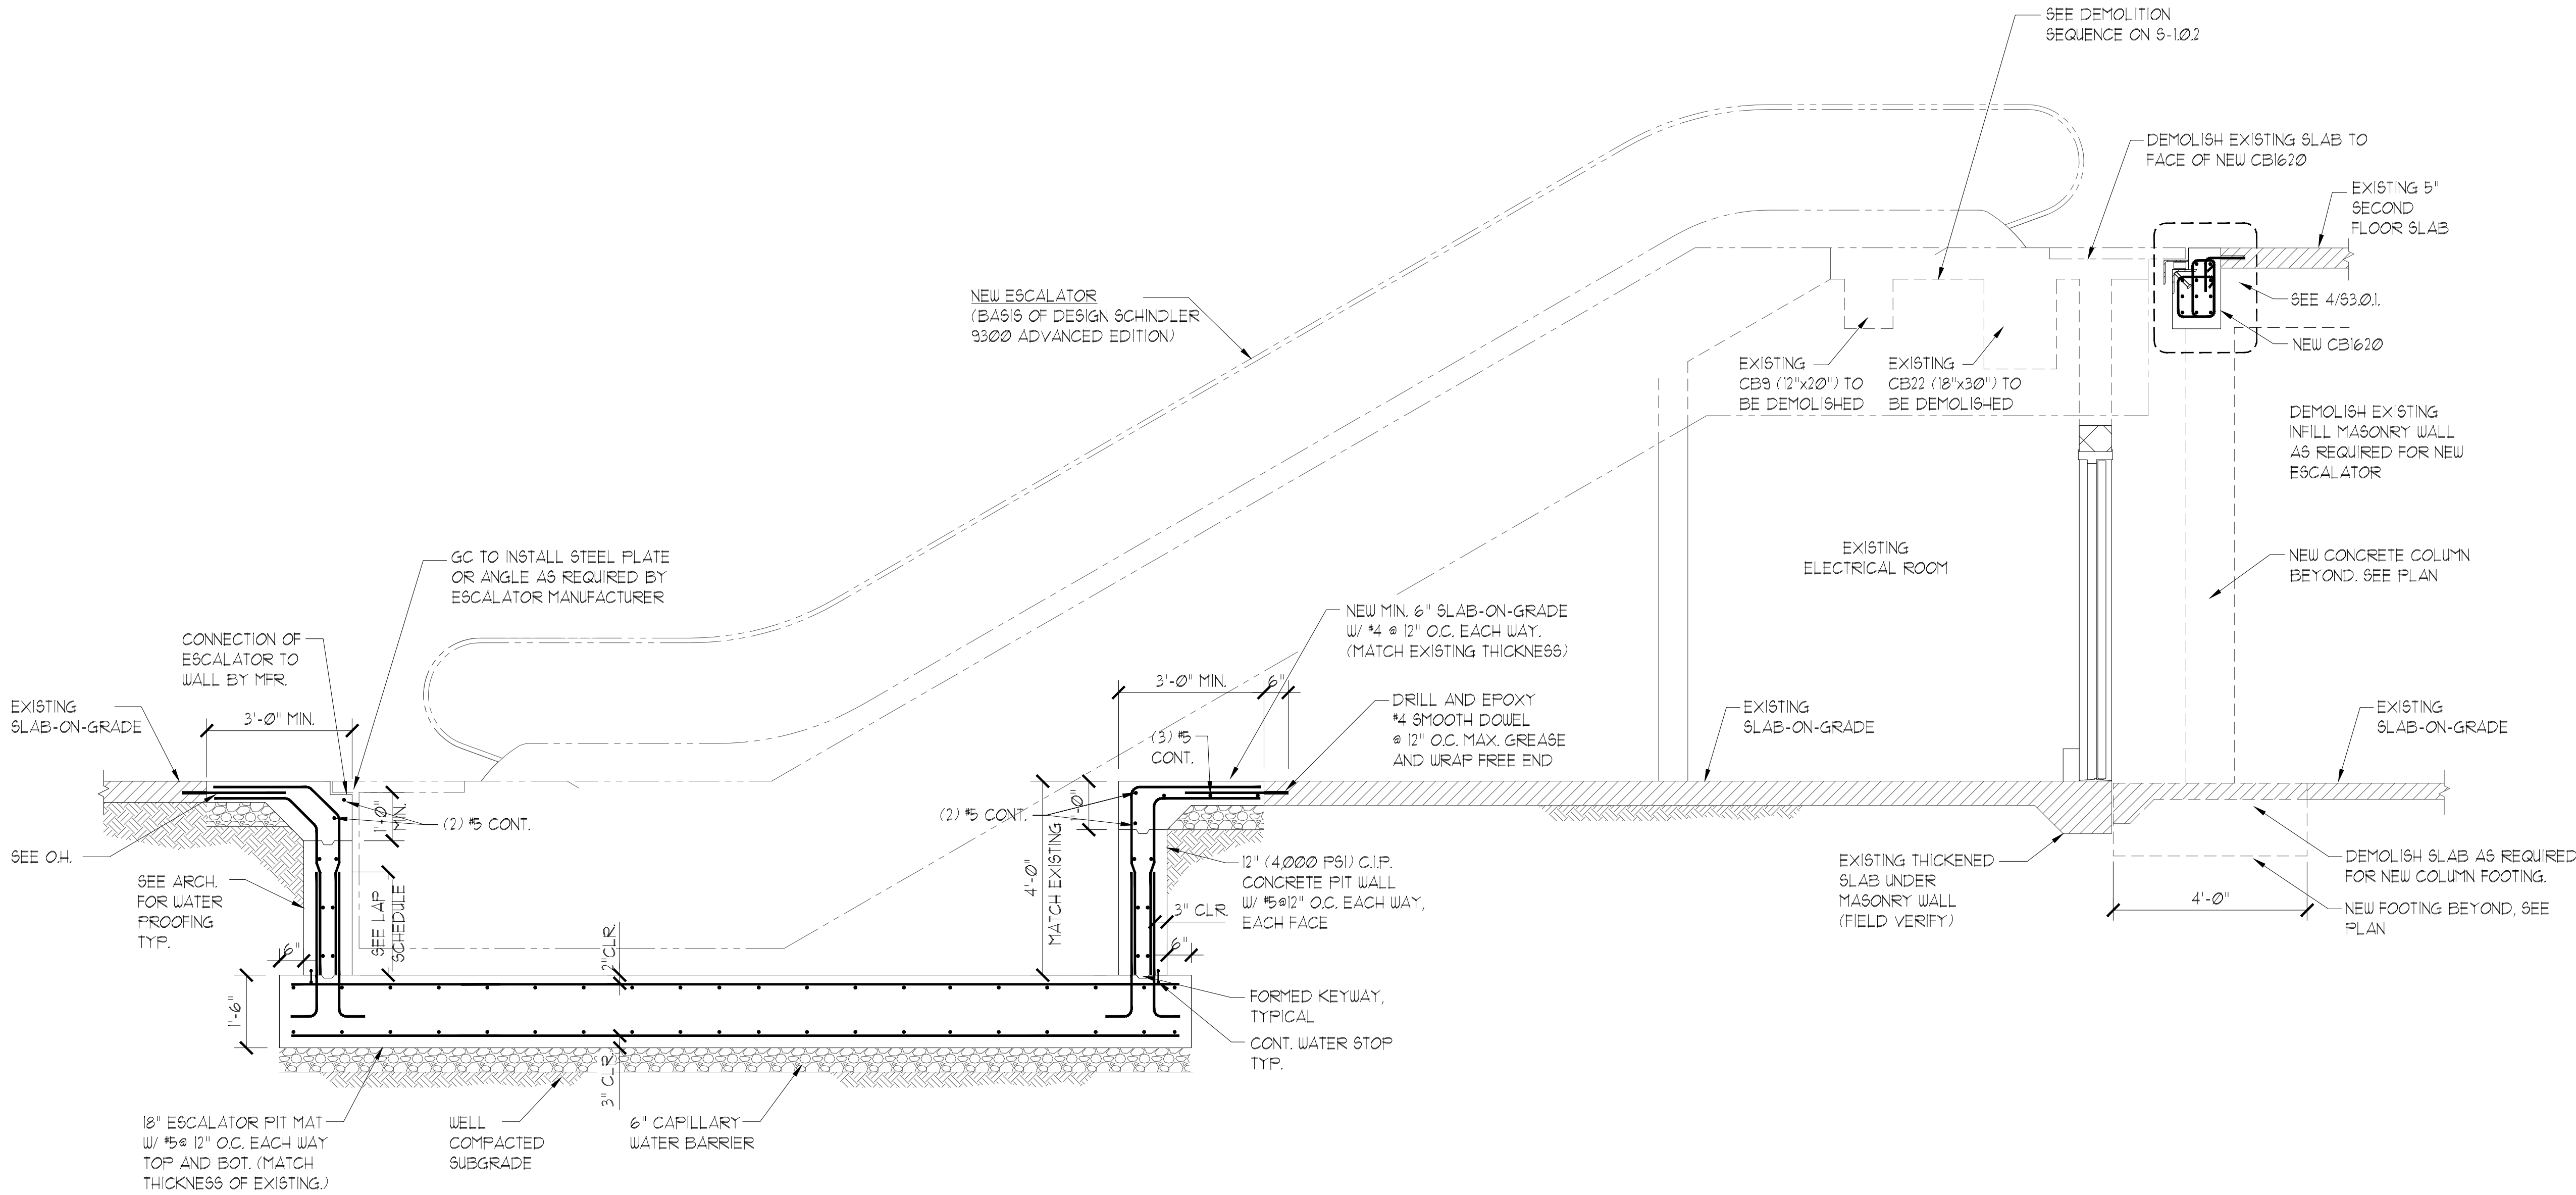 SEE DEMOLITION
SEQUENCE ON S-1.0.2
DEMOLISH EXISTING SLAB TO
FACE OF NEW CB1620
EXISTING 5"
SECOND
FLOOR SLAB
SEE 4/S3.0.1.
NEW CB1620
NEW ESCALATOR
(BASIS OF DESIGN SCHINDLER
9300 ADVANCED EDITION)
EXISTING
CB9 (12"x20") TO
BE DEMOLISHED
EXISTING
CB22 (18"x30") TO
BE DEMOLISHED
DEMOLISH EXISTING
INFILL MASONRY WALL
AS REQUIRED FOR NEW
ESCALATOR
EXISTING
ELECTRICAL ROOM
NEW CONCRETE COLUMN
BEYOND. SEE PLAN
GC TO INSTALL STEEL PLATE
OR ANGLE AS REQUIRED BY
ESCALATOR MANUFACTURER
CONNECTION OF
ESCALATOR TO
WALL BY MFR.
NEW MIN. 6" SLAB-ON-GRADE
W/ #4 @ 12" O.C. EACH WAY.
(MATCH EXISTING THICKNESS)
EXISTING
SLAB-ON-GRADE
3'-0" MIN.
3'-0" MIN.
6"
DRILL AND EPOXY
#4 SMOOTH DOWEL
@ 12" O.C. MAX. GREASE
AND WRAP FREE END
(3) #5
CONT.
EXISTING
SLAB-ON-GRADE
EXISTING
SLAB-ON-GRADE
1'-0"
MIN.
(2) #5 CONT.
(2) #5 CONT.
1'-0"
4'-0"
MATCH EXISTING
SEE O.H.
SEE ARCH.
FOR WATER
PROOFING
TYP.
SEE LAP
SCHEDULE
12" (4,000 PSI) C.I.P.
CONCRETE PIT WALL
W/ #5@12" O.C. EACH WAY,
EACH FACE
3" CLR.
6"
6"
2"CLR.
1'-6"
3" CLR.
EXISTING THICKENED
SLAB UNDER
MASONRY WALL
(FIELD VERIFY)
4'-0"
DEMOLISH SLAB AS REQUIRED
FOR NEW COLUMN FOOTING.
NEW FOOTING BEYOND, SEE
PLAN
FORMED KEYWAY,
TYPICAL
CONT. WATER STOP
TYP.
18" ESCALATOR PIT MAT
W/ #5@ 12" O.C. EACH WAY
TOP AND BOT. (MATCH
THICKNESS OF EXISTING.)
WELL
COMPACTED
SUBGRADE
6" CAPILLARY
WATER BARRIER